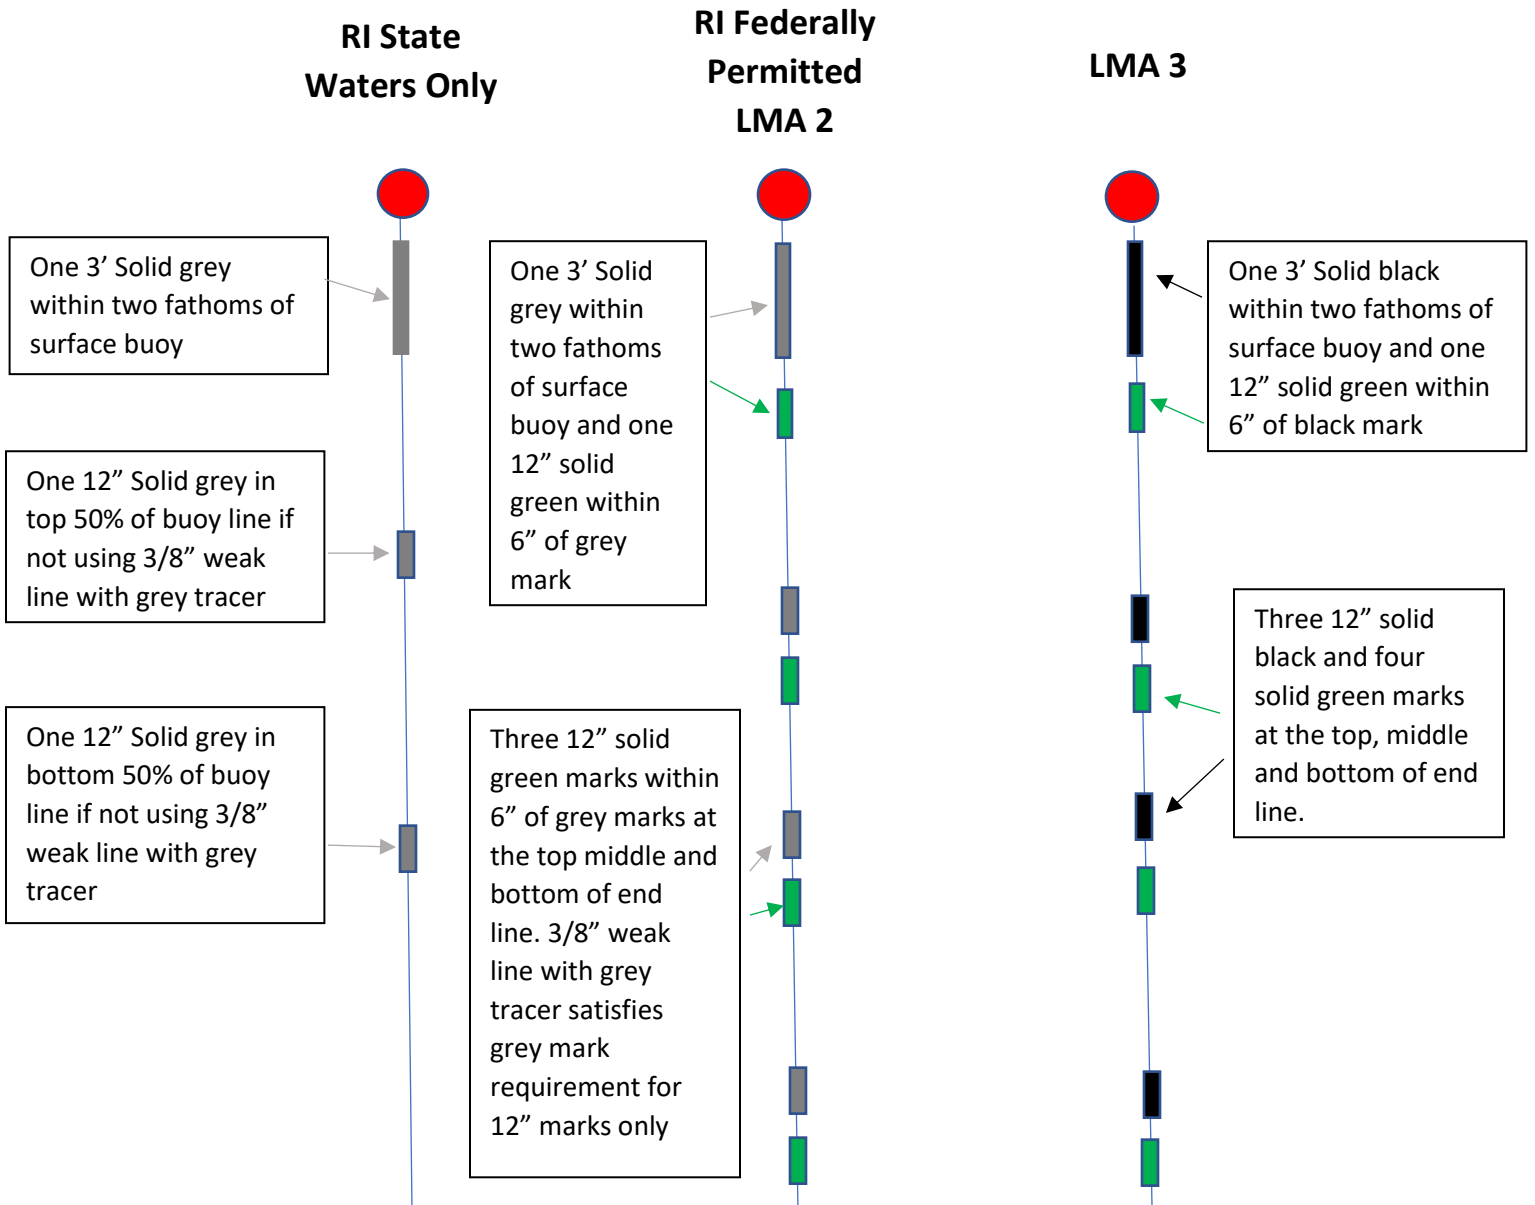 RI State
Waters Only
RI Federally
Permitted
LMA 2
LMA 3
One 3’ Solid grey
within two fathoms of
surface buoy
One 12” Solid grey in
top 50% of buoy line if
not using 3/8” weak
line with grey tracer
One 12” Solid grey in
bottom 50% of buoy
line if not using 3/8”
weak line with grey
tracer
One 3’ Solid
grey within
two fathoms
of surface
buoy and one
12” solid
green within
6” of grey
mark
Three 12” solid
green marks within
6” of grey marks at
the top middle and
bottom of end
line. 3/8” weak
line with grey
tracer satisfies
grey mark
requirement for
12” marks only
One 3’ Solid black
within two fathoms of
surface buoy and one
12” solid green within
6” of black mark
Three 12” solid
black and four
solid green marks
at the top, middle
and bottom of end
line.